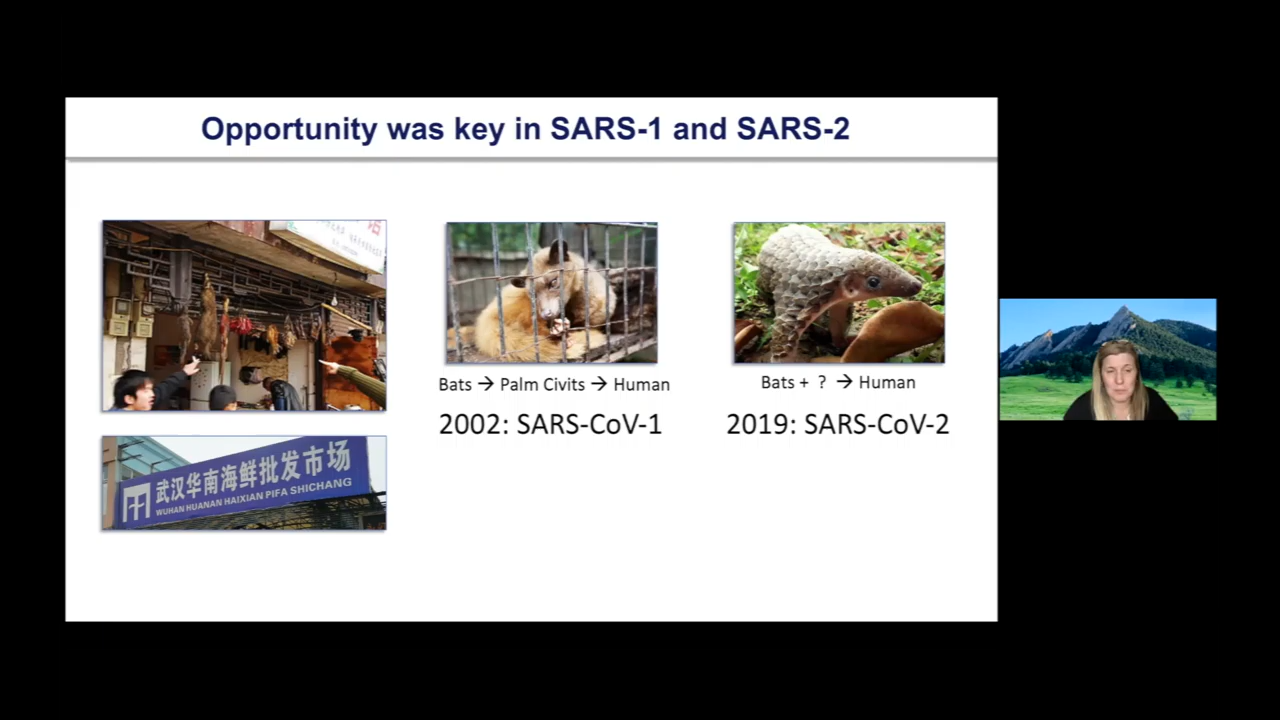 Opportunity was key in SARS-1 and SARS-2
Bats → Palm Civits → Human
2002: SARS-CoV-1
Bats + ? → Human
2019: SARS-CoV-2
武汉华南海鲜批发市场
WUHAN HUANAN HAIXIAN PIFA SHICHANG